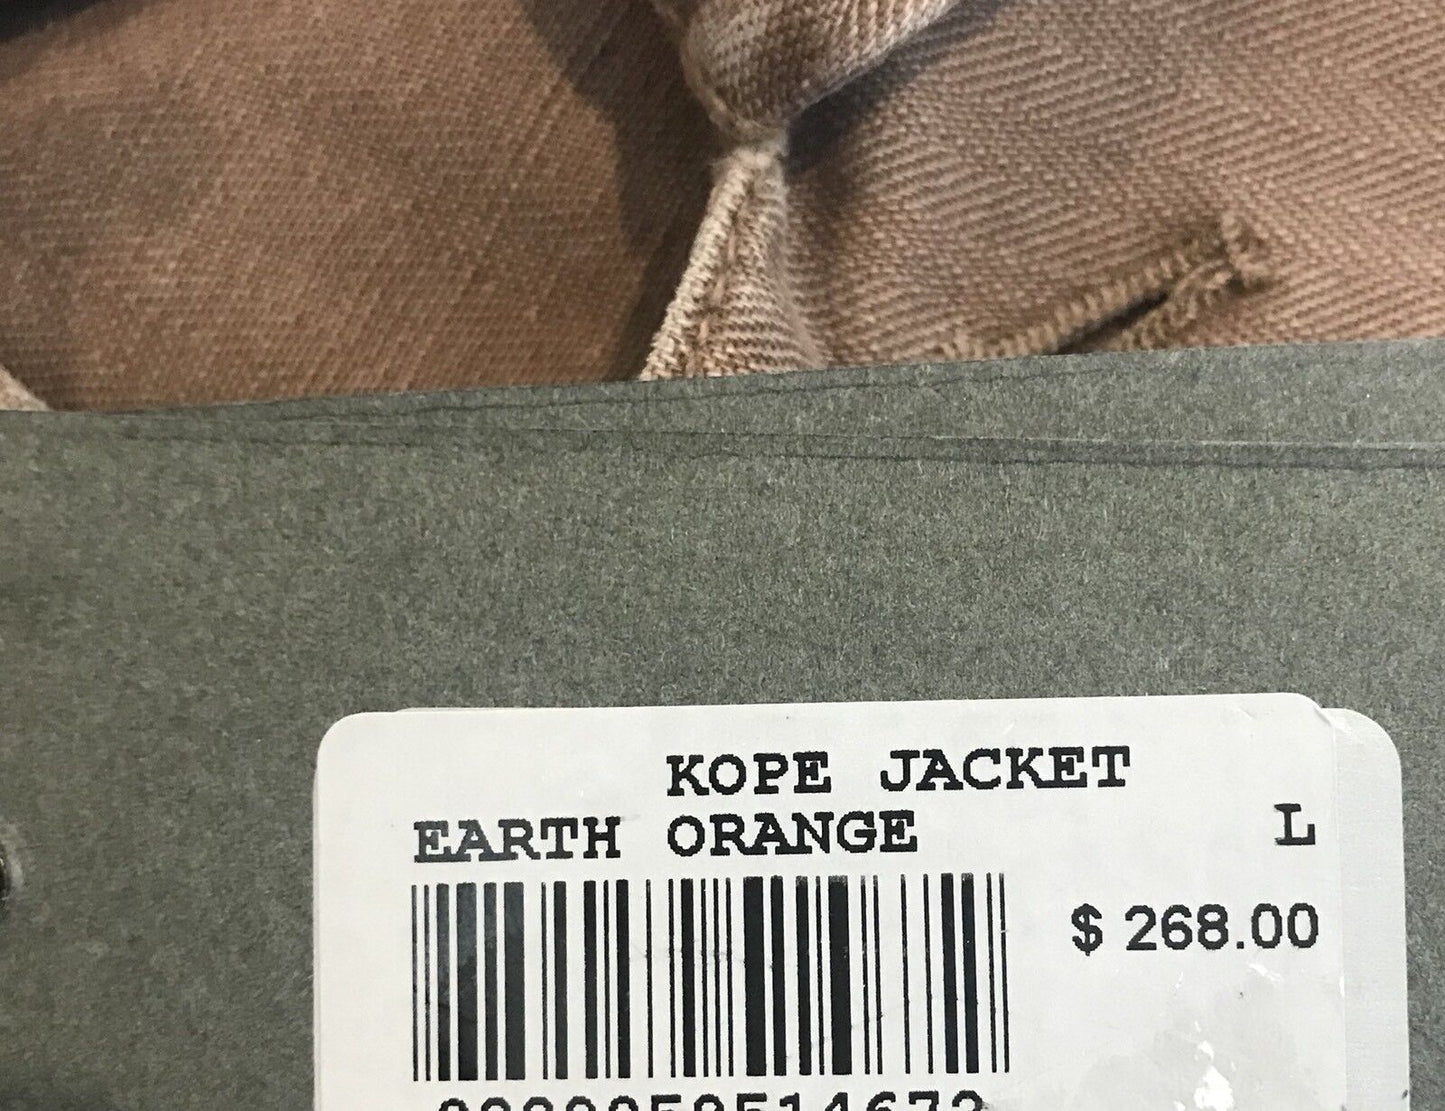 KOPE JACKET
EARTH ORANGE L
$ 268.00